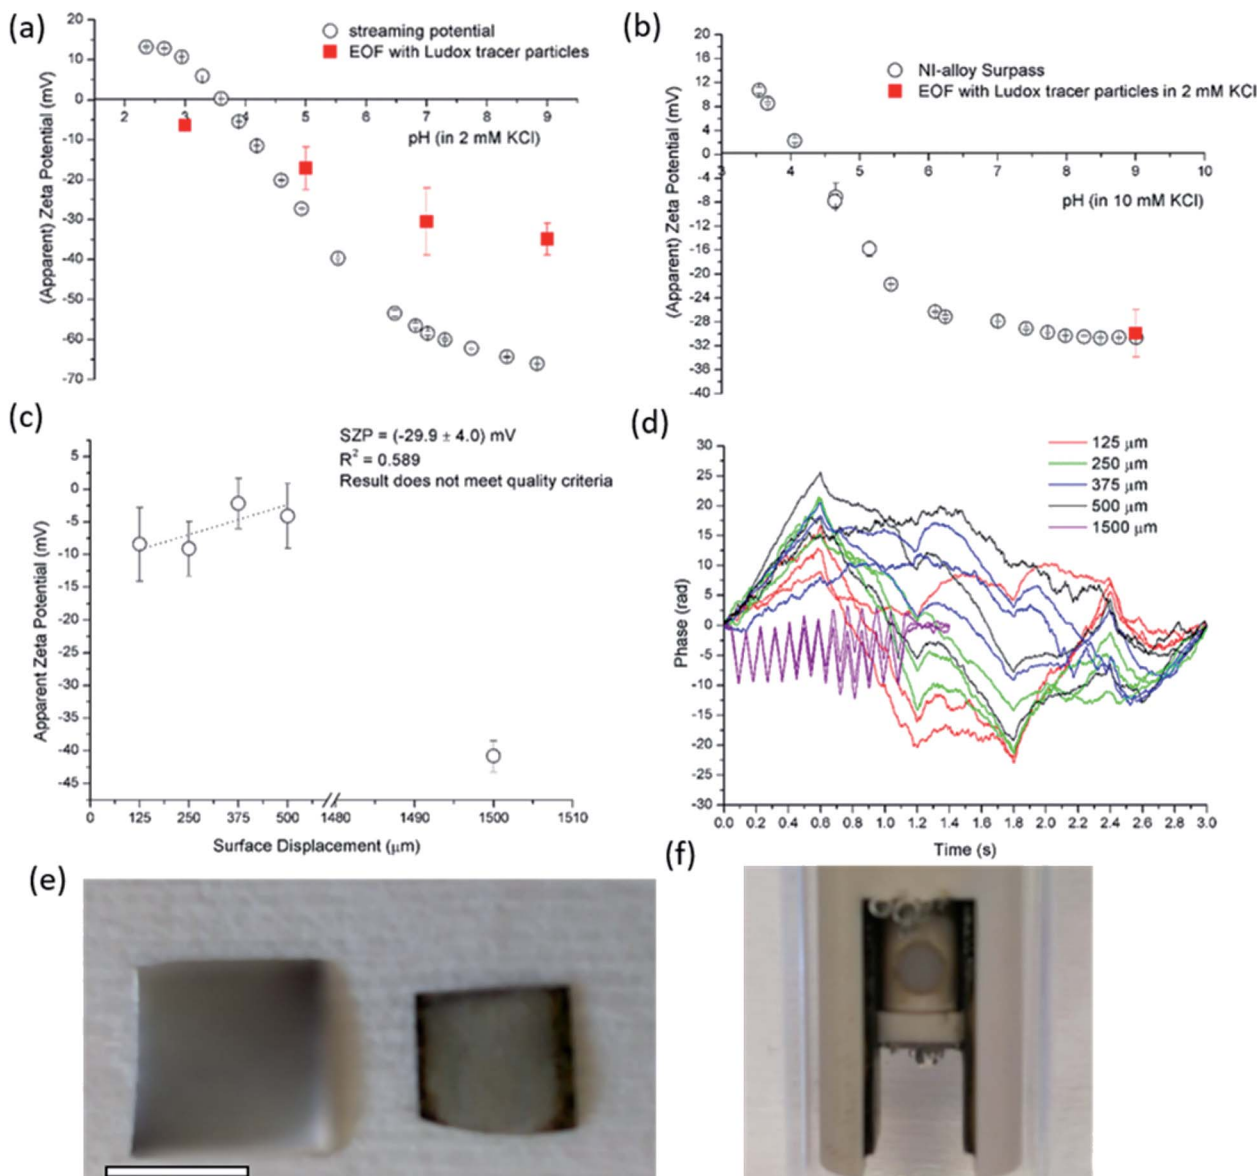 (a)
20
10
0
-10
-20
-30
-40
-50
-60
-70
2 3 4 5 6 7 8 9
(Apparent) Zeta Potential (mV)
pH (in 2 mM KCl)
streaming potential
EOF with Ludox tracer particles
(b)
20
16
12
8
4
0
-4
-8
-12
-16
-20
-24
-28
-32
-36
-40
3 4 5 6 7 8 9 10
(Apparent) Zeta Potential (mV)
pH (in 10 mM KCl)
NI-alloy Surpass
EOF with Ludox tracer particles in 2 mM KCl
(c)
SZP = (-29.9 ± 4.0) mV
R² = 0.589
Result does not meet quality criteria
5
0
-5
-10
-15
-20
-25
-30
-35
-40
-45
0 125 250 375 500 1480 1490 1500 1510
Apparent Zeta Potential (mV)
Surface Displacement (μm)
(d)
30
25
20
15
10
5
0
-5
-10
-15
-20
-25
-30
0.0 0.2 0.4 0.6 0.8 1.0 1.2 1.4 1.6 1.8 2.0 2.2 2.4 2.6 2.8 3.0
Phase (rad)
Time (s)
125 μm
250 μm
375 μm
500 μm
1500 μm
(e)
(f)